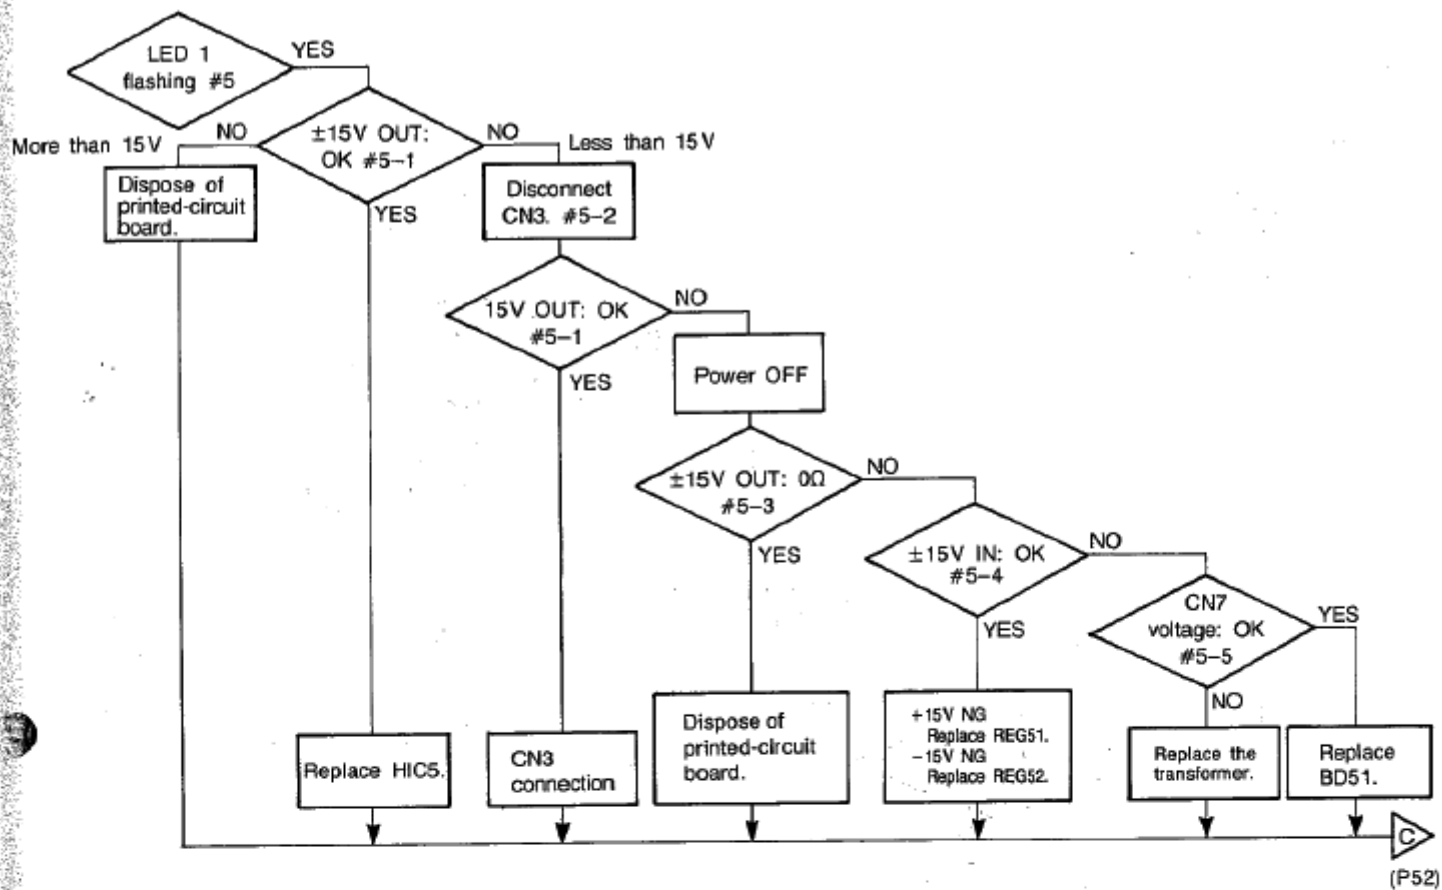 LED 1
flashing #5
YES
More than 15V
NO
±15V OUT:
OK #5-1
NO
Less than 15V
Dispose of
printed-circuit
board.
YES
Disconnect
CN3. #5-2
15V OUT: OK
#5-1
NO
YES
Power OFF
±15V OUT: 0Ω
#5-3
NO
YES
±15V IN: OK
#5-4
NO
YES
CN7
voltage: OK
#5-5
YES
NO
Replace HIC5.
CN3
connection
Dispose of
printed-circuit
board.
+15V NG
Replace REG51.
-15V NG
Replace REG52.
Replace the
transformer.
Replace
BD51.
C
(P52)